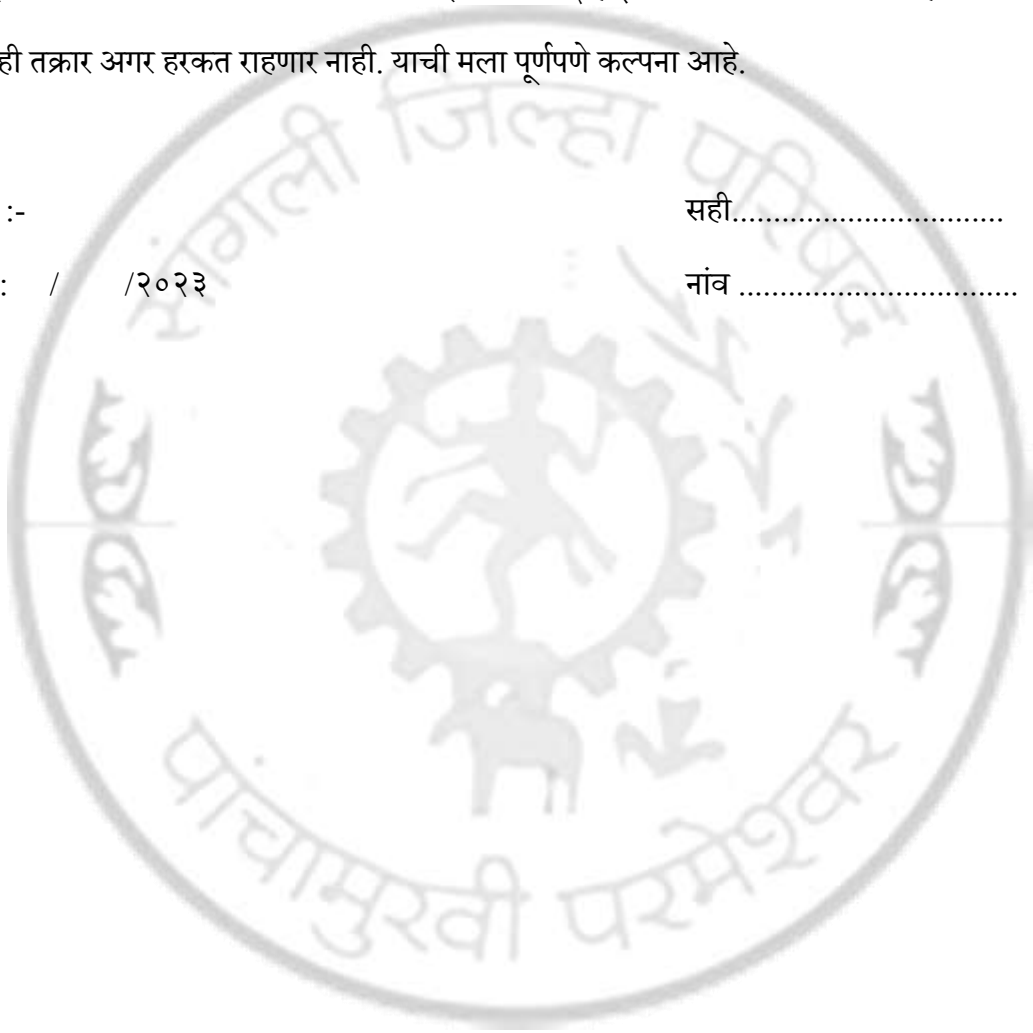 ही तक्रार अगर हरकत राहणार नाही. याची मला पूर्णपणे कल्पना आहे.
:- सही.................................
: / /२०२३ नांव ..................................
सांगली जिल्हा परिषद
पांचामुखी परमेश्वर